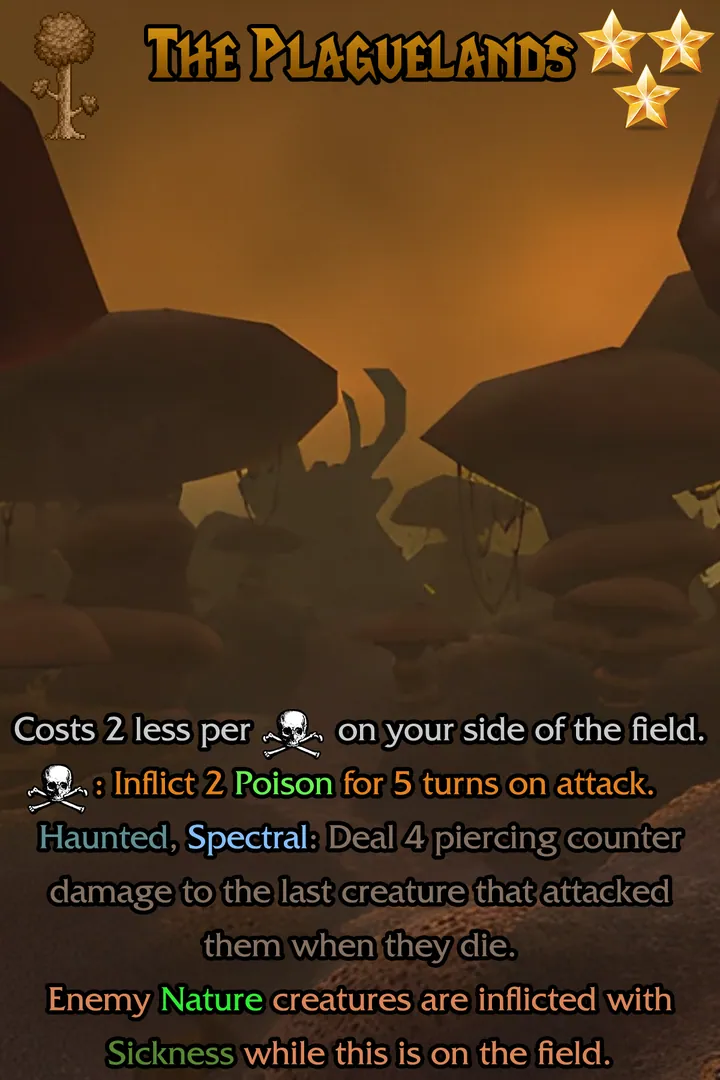 The Plaguelands
Costs 2 less per on your side of the field.
: Inflict 2 Poison for 5 turns on attack.
Haunted, Spectral: Deal 4 piercing counter
damage to the last creature that attacked
them when they die.
Enemy Nature creatures are inflicted with
Sickness while this is on the field.